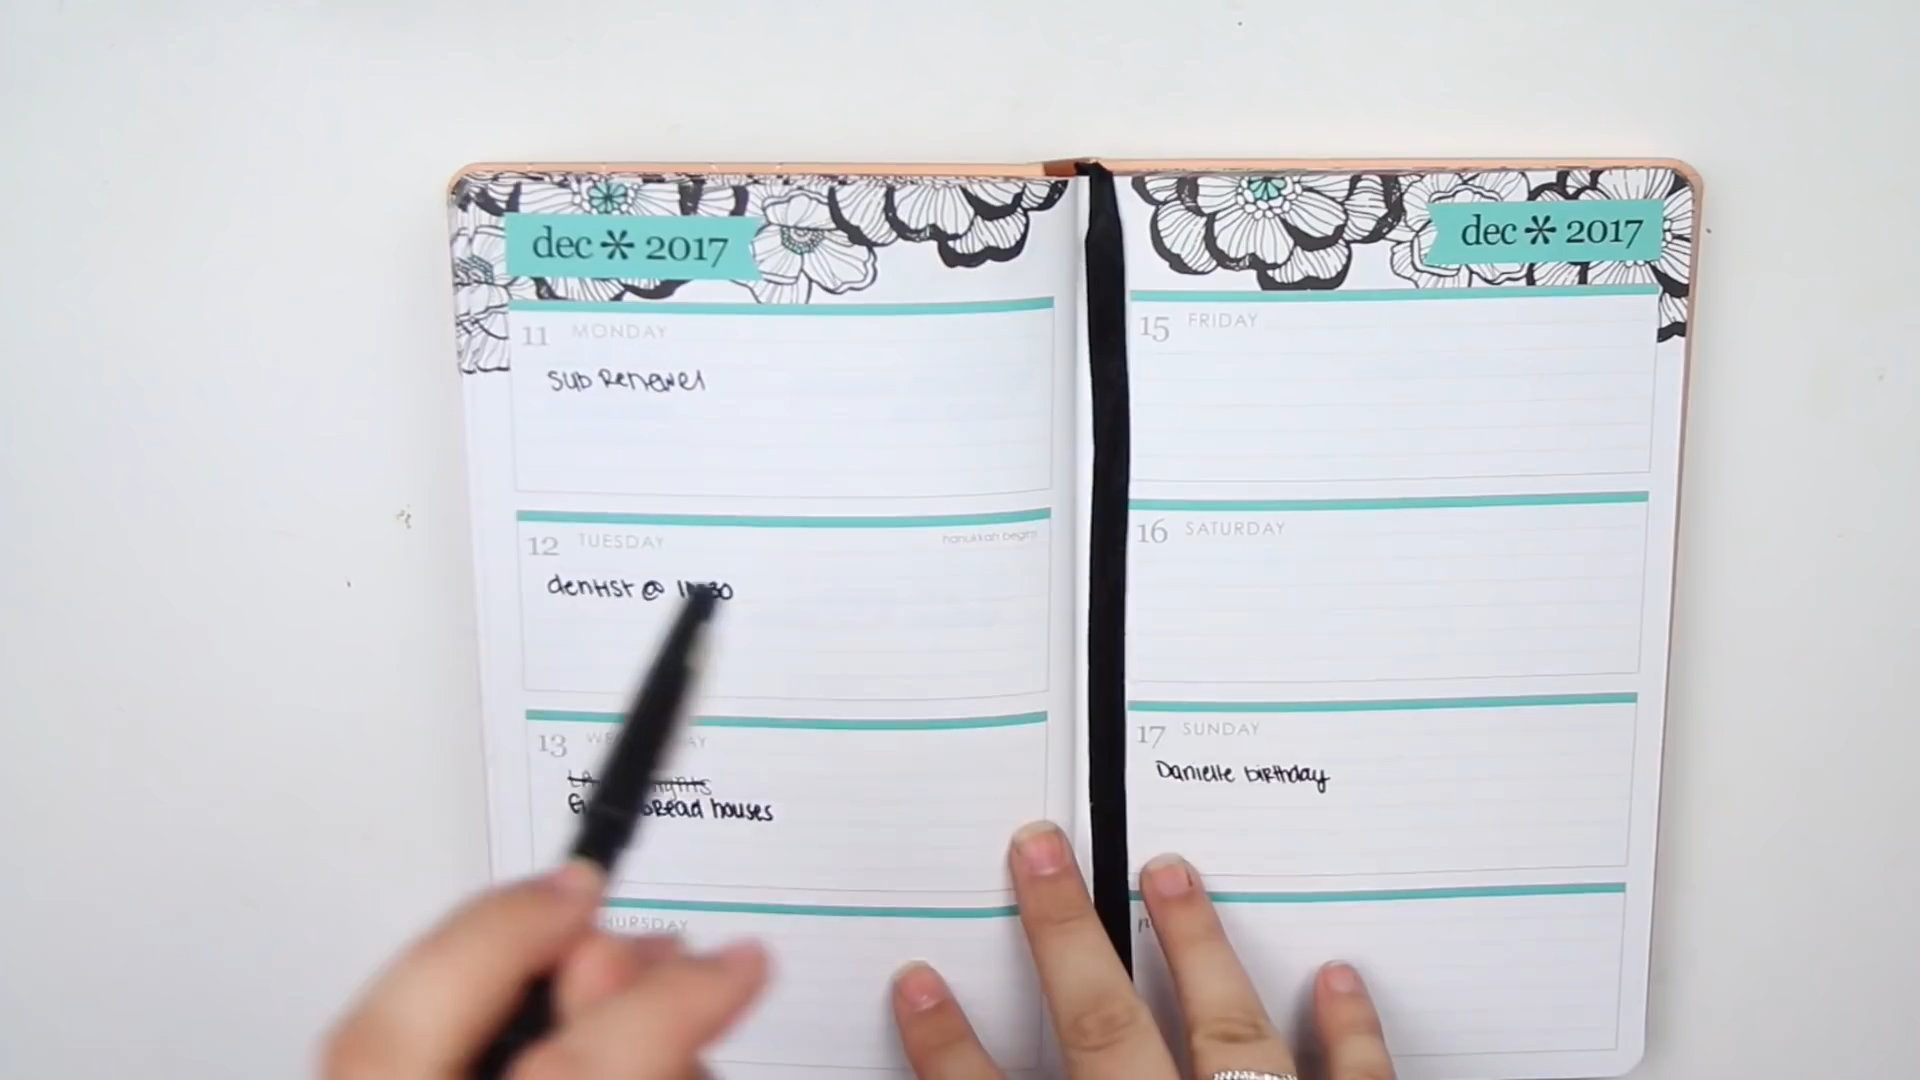 dec * 2017
11 MONDAY
sub Renewel
12 TUESDAY
hanukkah begins
dentist @
13
bread houses
dec * 2017
15 FRIDAY
16 SATURDAY
17 SUNDAY
Danielle birthday